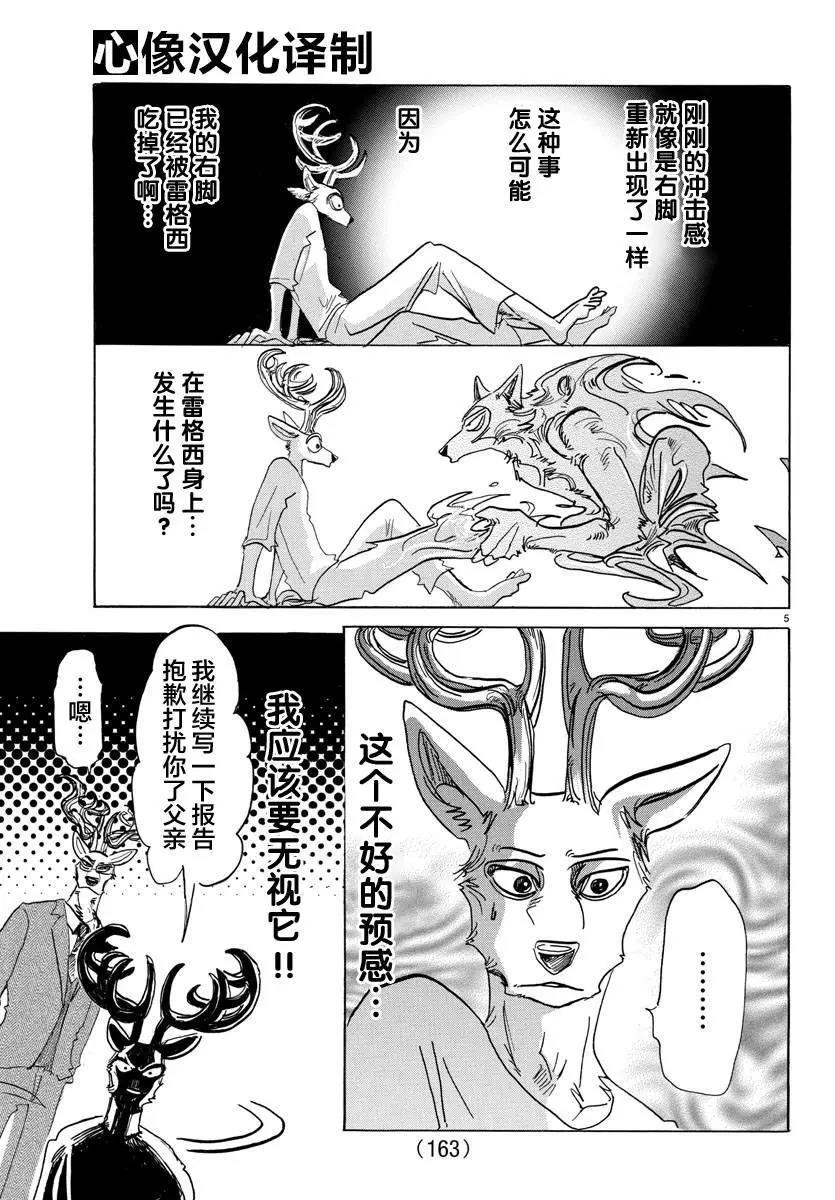 心像汉化译制
刚刚的冲击感
就像是右脚
重新出现了一样
这种事
怎么可能
因为
我的右脚
已经被雷格西
吃掉了啊…
在雷格西身上…
发生什么了吗？
5
………
这个不好的预感…
我应该要无视它!!
我继续写一下报告
抱歉打扰你了父亲
…嗯…
（163）